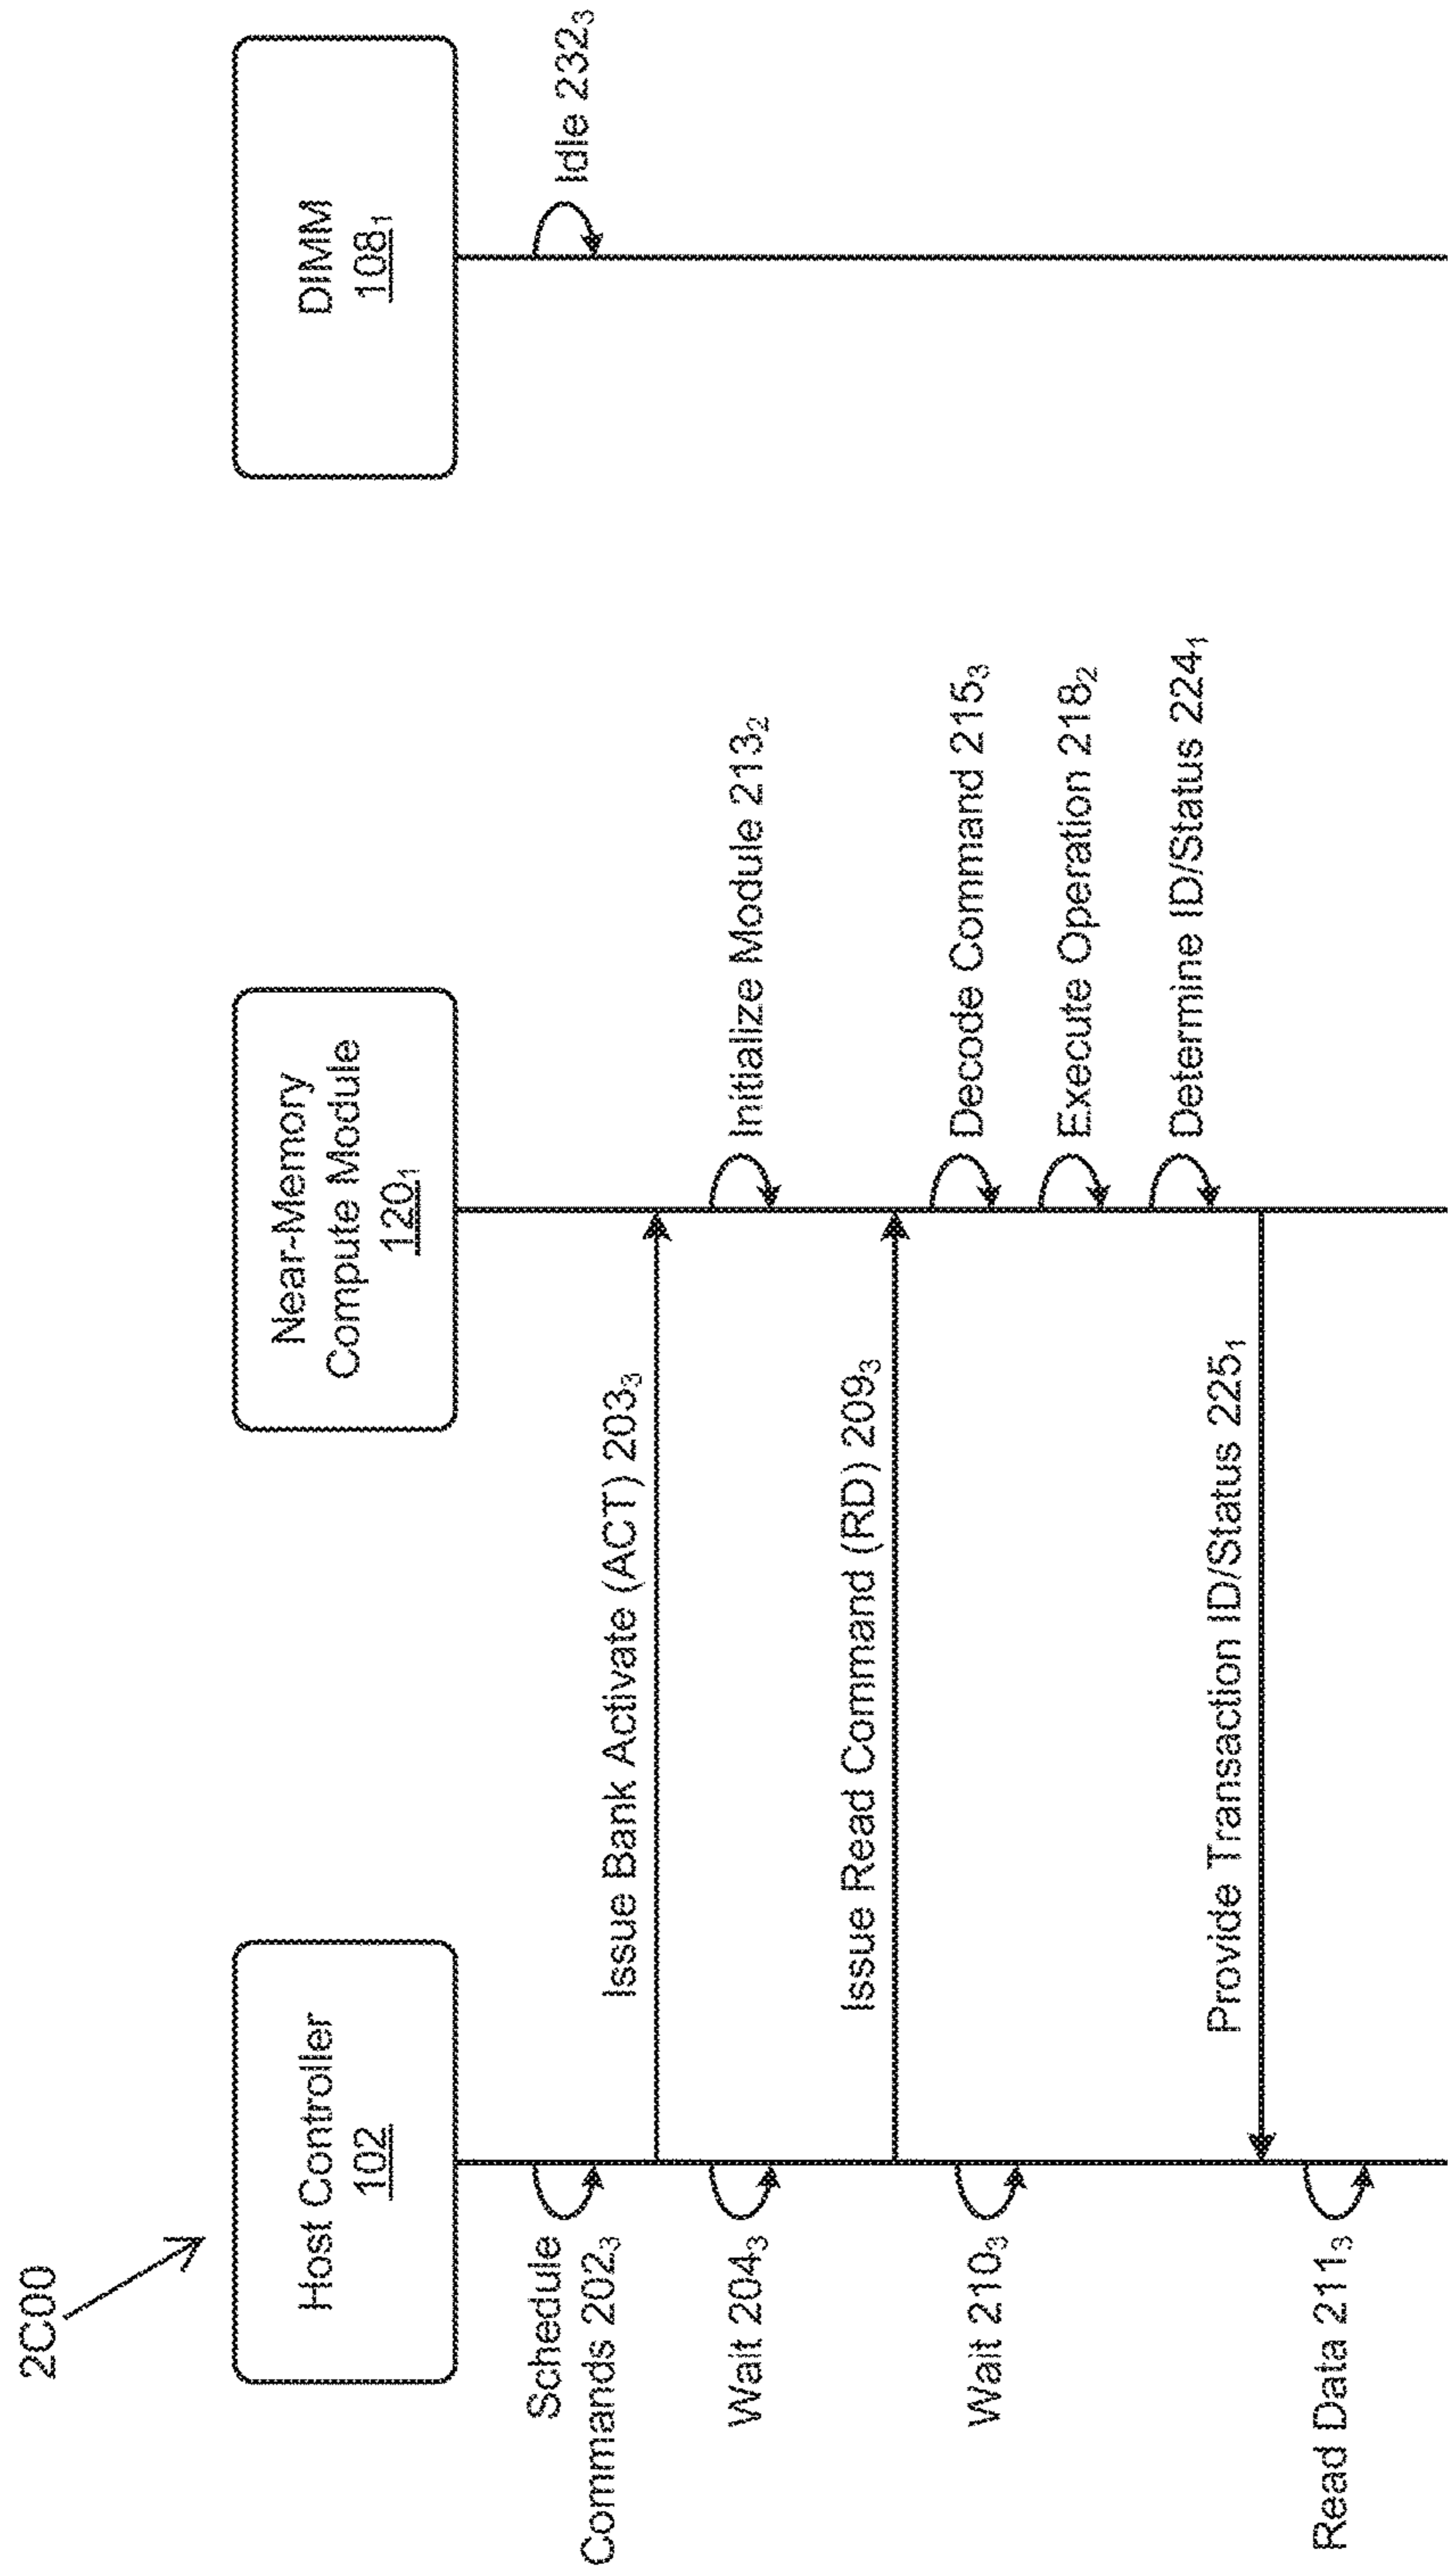 2C00
Host Controller
102
Near-Memory
Compute Module
120₁
DIMM
108₁
Schedule
Commands 202₃
Idle 232₃
Issue Bank Activate (ACT) 203₃
Wait 204₃
Initialize Module 213₂
Issue Read Command (RD) 209₃
Wait 210₃
Decode Command 215₃
Execute Operation 218₂
Determine ID/Status 224₁
Provide Transaction ID/Status 225₁
Read Data 211₃